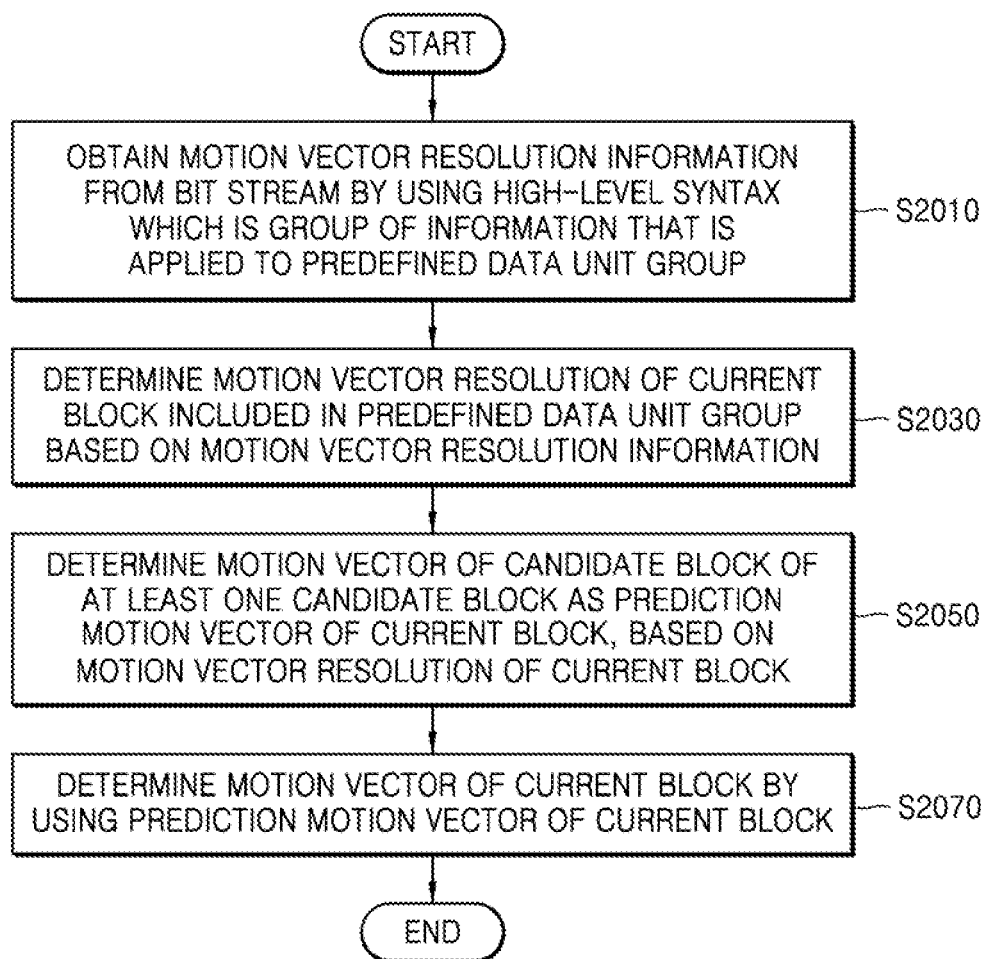 START
OBTAIN MOTION VECTOR RESOLUTION INFORMATION
FROM BIT STREAM BY USING HIGH-LEVEL SYNTAX
WHICH IS GROUP OF INFORMATION THAT IS
APPLIED TO PREDEFINED DATA UNIT GROUP
S2010
DETERMINE MOTION VECTOR RESOLUTION OF CURRENT
BLOCK INCLUDED IN PREDEFINED DATA UNIT GROUP
BASED ON MOTION VECTOR RESOLUTION INFORMATION
S2030
DETERMINE MOTION VECTOR OF CANDIDATE BLOCK OF
AT LEAST ONE CANDIDATE BLOCK AS PREDICTION
MOTION VECTOR OF CURRENT BLOCK, BASED ON
MOTION VECTOR RESOLUTION OF CURRENT BLOCK
S2050
DETERMINE MOTION VECTOR OF CURRENT BLOCK BY
USING PREDICTION MOTION VECTOR OF CURRENT BLOCK
S2070
END